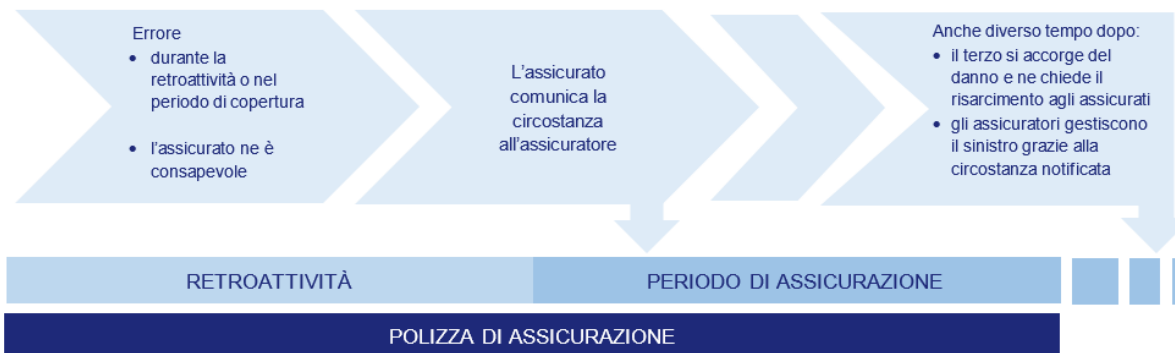 Errore
• durante la
retroattività o nel
periodo di copertura
• l'assicurato ne è
consapevole
L'assicurato
comunica la
circostanza
all'assicuratore
Anche diverso tempo dopo:
• il terzo si accorge del
danno e ne chiede il
risarcimento agli assicurati
• gli assicuratori gestiscono
il sinistro grazie alla
circostanza notificata
RETROATTIVITÀ
PERIODO DI ASSICURAZIONE
POLIZZA DI ASSICURAZIONE